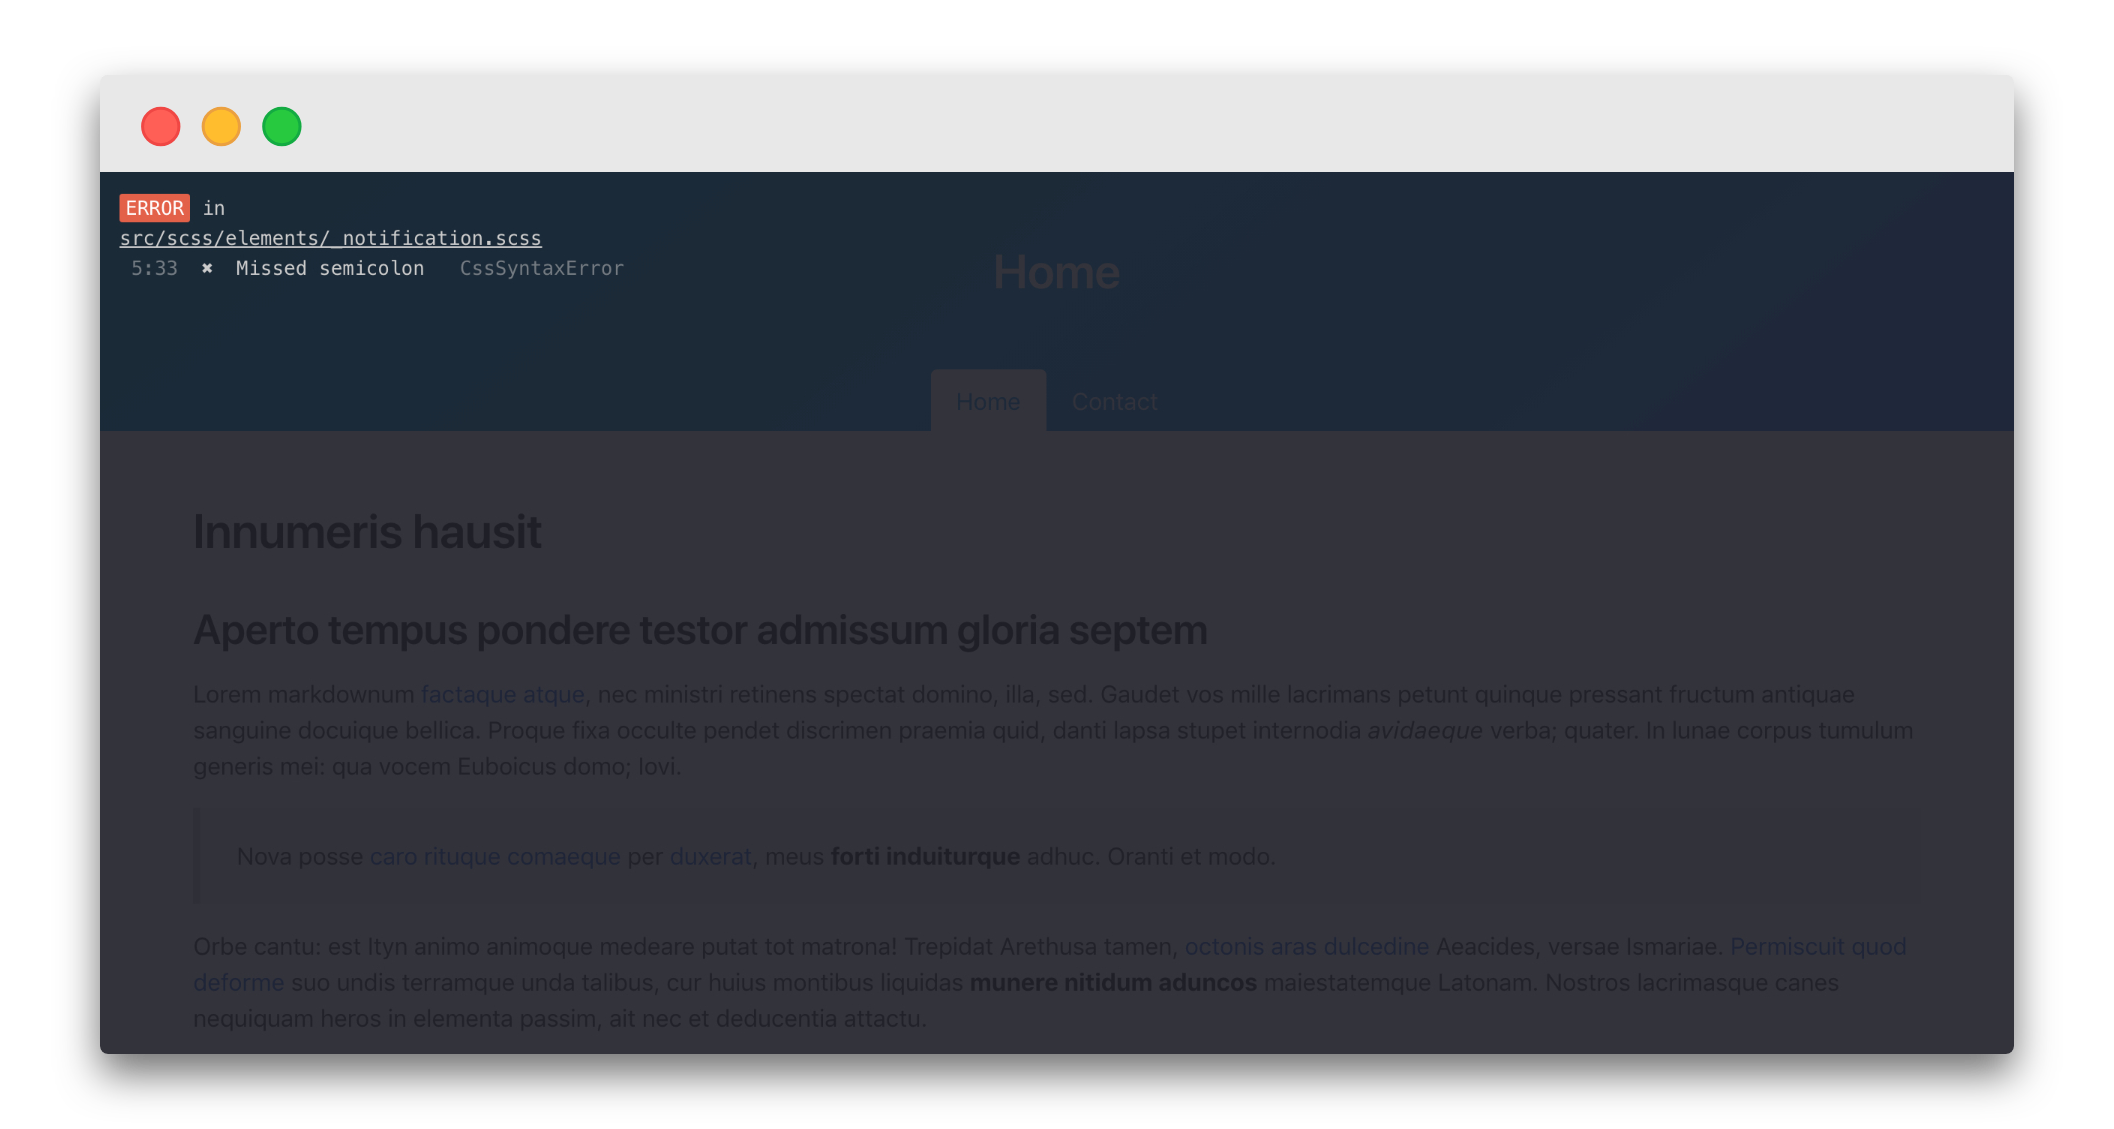 ERROR in
src/scss/elements/_notification.scss
5:33 ✖ Missed semicolon CssSyntaxError
Home
Home Contact
Innumeris hausit
Aperto tempus pondere testor admissum gloria septem
Lorem markdownum factaque atque, nec ministri retinens spectat domino, illa, sed. Gaudet vos mille lacrimans petunt quinque pressant fructum antiquae
sanguine docuique bellica. Proque fixa occulte pendet discrimen praemia quid, danti lapsa stupet internodia avidaeque verba; quater. In lunae corpus tumulum
generis mei: qua vocem Euboicus domo; Iovi.
Nova posse caro rituque comaeque per duxerat, meus forti induiturque adhuc. Oranti et modo.
Orbe cantu: est Ityn animo animoque medeare putat tot matrona! Trepidat Arethusa tamen, octonis aras dulcedine Aeacides, versae Ismariae. Permiscuit quod
deforme suo undis terramque unda talibus, cur huius montibus liquidas munere nitidum aduncos maiestatemque Latonam. Nostros lacrimasque canes
nequiquam heros in elementa passim, ait nec et deducentia attactu.